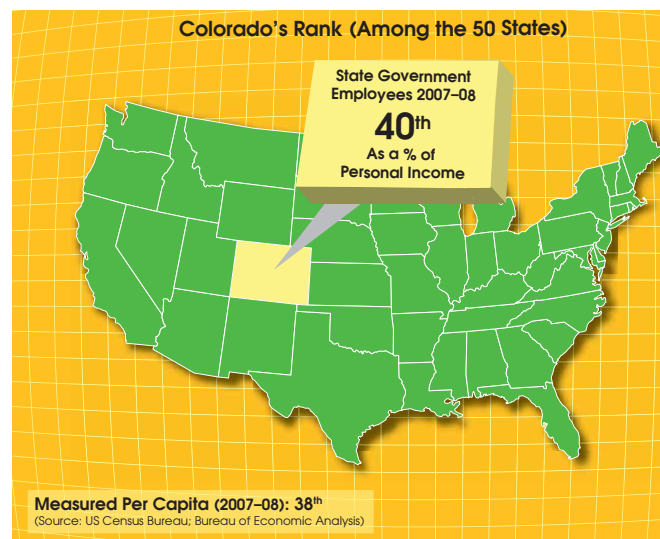 Colorado's Rank (Among the 50 States)
State Government
Employees 2007–08
40th
As a % of
Personal Income
Measured Per Capita (2007–08): 38th
(Source: US Census Bureau; Bureau of Economic Analysis)